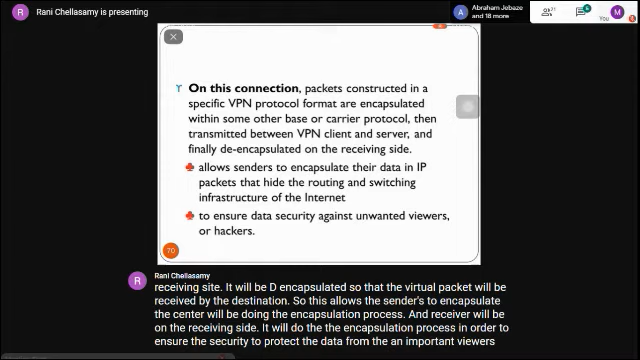 R Rani Chellasamy is presenting
A Abraham Jebaze...
and 18 more
71
6
You
M
On this connection, packets constructed in a
specific VPN protocol format are encapsulated
within some other base or carrier protocol, then
transmitted between VPN client and server, and
finally de-encapsulated on the receiving side.
allows senders to encapsulate their data in IP
packets that hide the routing and switching
infrastructure of the Internet
to ensure data security against unwanted viewers,
or hackers.
70
R Rani Chellasamy
receiving site. It will be D encapsulated so that the virtual packet will be
received by the destination. So this allows the sender's to encapsulate
the center will be doing the encapsulation process. And receiver will be
on the receiving side. It will do the the encapsulation process in order to
ensure the security to protect the data from the an important viewers